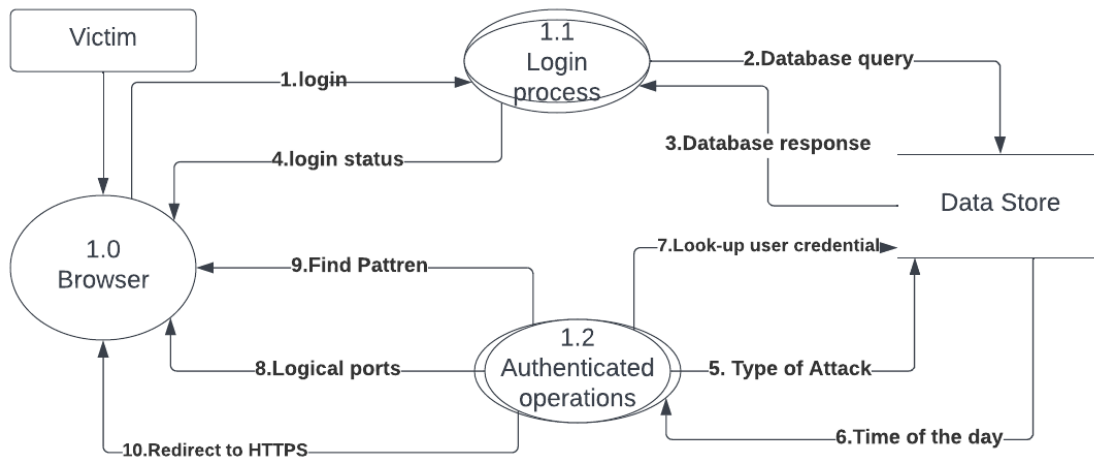 Victim
1.1
Login
process
1.login
2.Database query
3.Database response
4.login status
Data Store
1.0
Browser
7.Look-up user credential
9.Find Pattren
1.2
Authenticated
operations
8.Logical ports
5. Type of Attack
6.Time of the day
10.Redirect to HTTPS